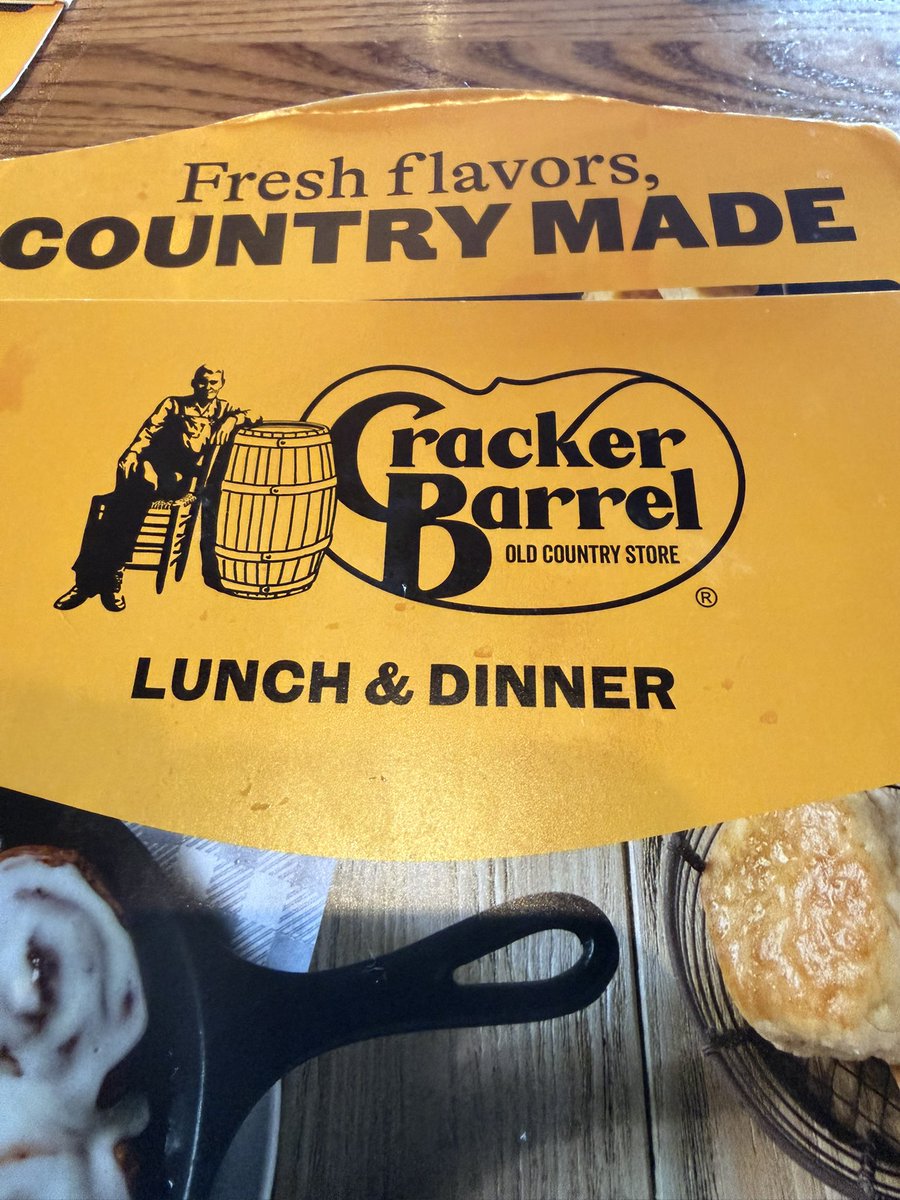 Fresh flavors,
COUNTRY MADE
Cracker
Barrel
OLD COUNTRY STORE
®
LUNCH & DINNER